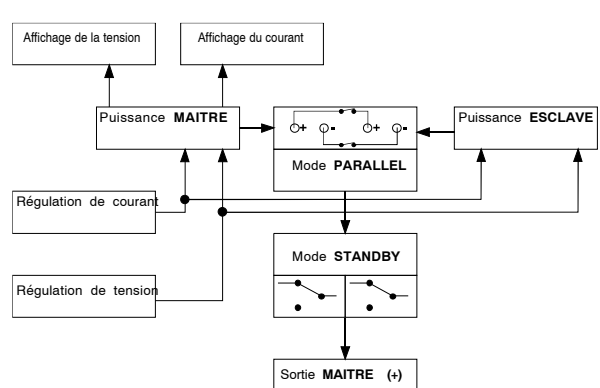 Affichage de la tension
Affichage du courant
Puissance MAITRE
Puissance ESCLAVE
+ - + -
Mode PARALLEL
Régulation de courant
Mode STANDBY
Régulation de tension
Sortie MAITRE (+)